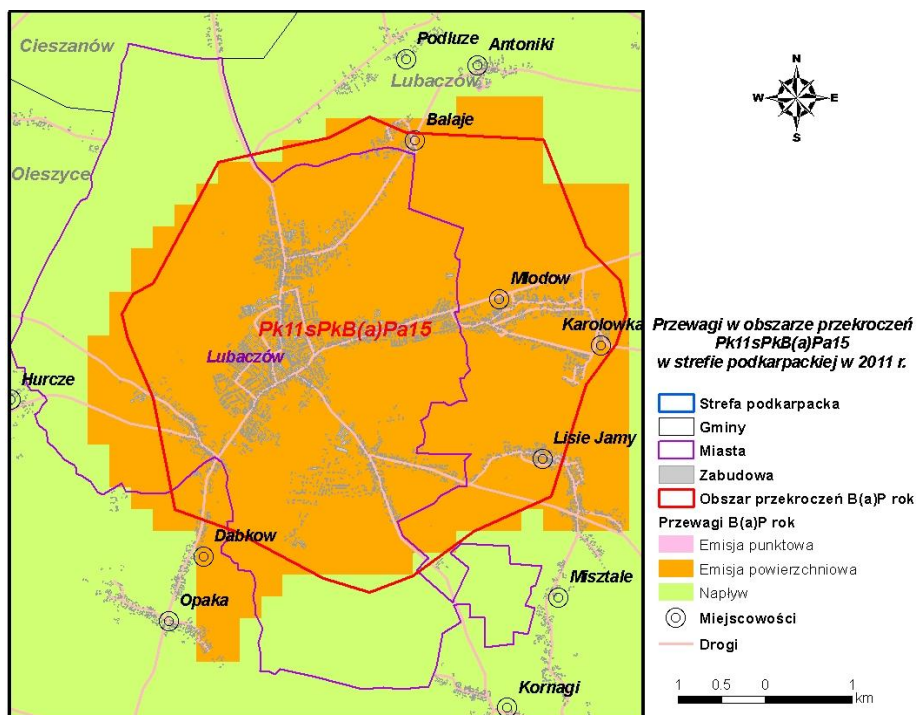 Cieszanów
Podluze
Antoniki
Lubaczów
Balaje
Oleszyce
Młodow
Pk11sPkB(a)Pa15
Karolowka
Lubaczów
Hurcze
Lisie Jamy
Dabkow
Misztale
Opaka
Kornagi
N
W
E
S
Przewagi w obszarze przekroczeń
Pk11sPkB(a)Pa15
w strefie podkarpackiej w 2011 r.
Strefa podkarpacka
Gminy
Miasta
Zabudowa
Obszar przekroczeń B(a)P rok
Przewagi B(a)P rok
Emisja punktowa
Emisja powierzchniowa
Napływ
Miejscowości
Drogi
1 0.5 0 1
km